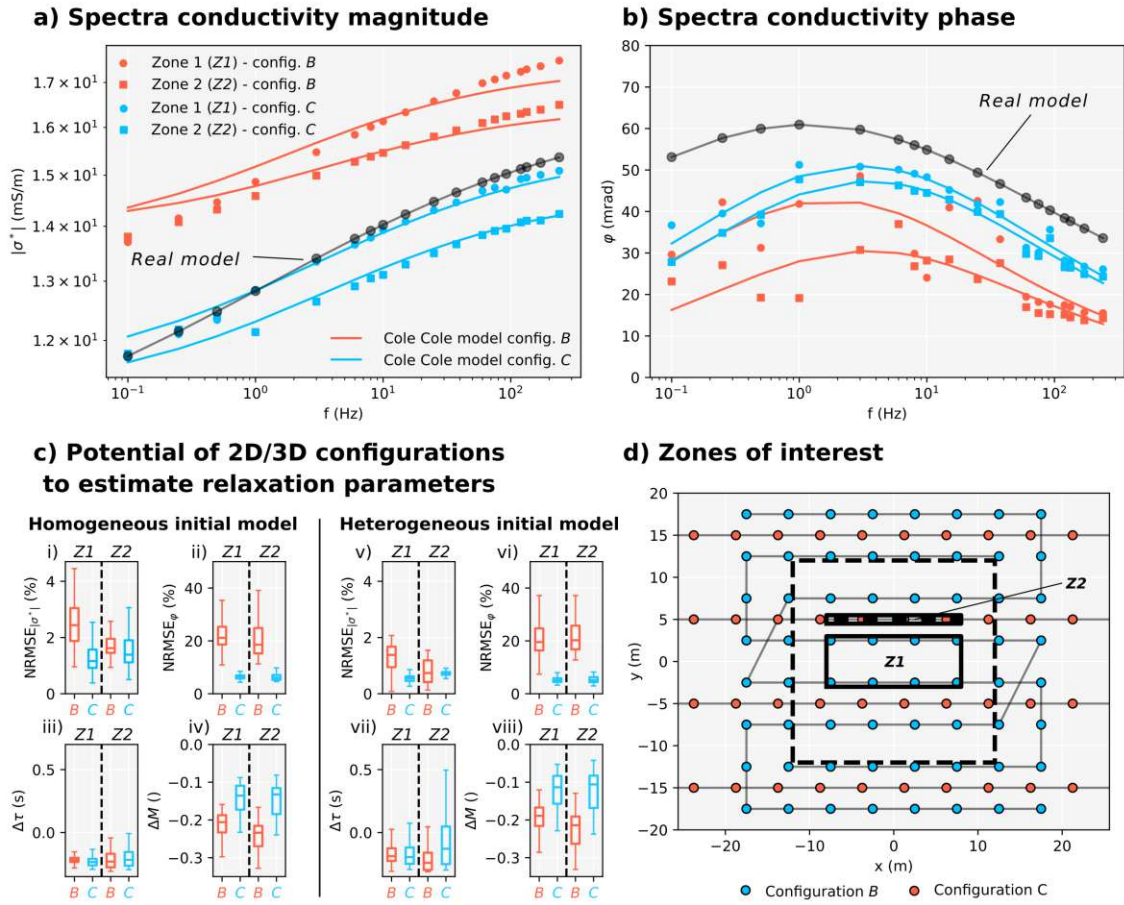 a) Spectra conductivity magnitude
1.7 × 10¹
1.6 × 10¹
1.5 × 10¹
1.4 × 10¹
1.3 × 10¹
1.2 × 10¹
|σ*| (mS/m)
Zone 1 (Z1) - config. B
Zone 2 (Z2) - config. B
Zone 1 (Z1) - config. C
Zone 2 (Z2) - config. C
Real model
Cole Cole model config. B
Cole Cole model config. C
10⁻¹ 10⁰ 10¹ 10²
f (Hz)
b) Spectra conductivity phase
80
70
60
50
40
30
20
10
0
φ (mrad)
Real model
10⁻¹ 10⁰ 10¹ 10²
f (Hz)
c) Potential of 2D/3D configurations
to estimate relaxation parameters
Homogeneous initial model
i) Z1 Z2
NRMSE|σ*| (%)
4
2
0
B C B C
ii) Z1 Z2
NRMSEφ (%)
40
20
0
B C B C
iii) Z1 Z2
Δτ (s)
0.5
0.0
B C B C
iv) Z1 Z2
ΔM ()
0.0
−0.1
−0.2
−0.3
B C B C
Heterogeneous initial model
v) Z1 Z2
NRMSE|σ*| (%)
4
2
0
B C B C
vi) Z1 Z2
NRMSEφ (%)
40
20
0
B C B C
vii) Z1 Z2
Δτ (s)
0.5
0.0
B C B C
viii) Z1 Z2
ΔM ()
0.0
−0.1
−0.2
−0.3
B C B C
d) Zones of interest
20
15
10
5
0
−5
−10
−15
−20
y (m)
Z2
Z1
−20 −10 0 10 20
x (m)
Configuration B
Configuration C